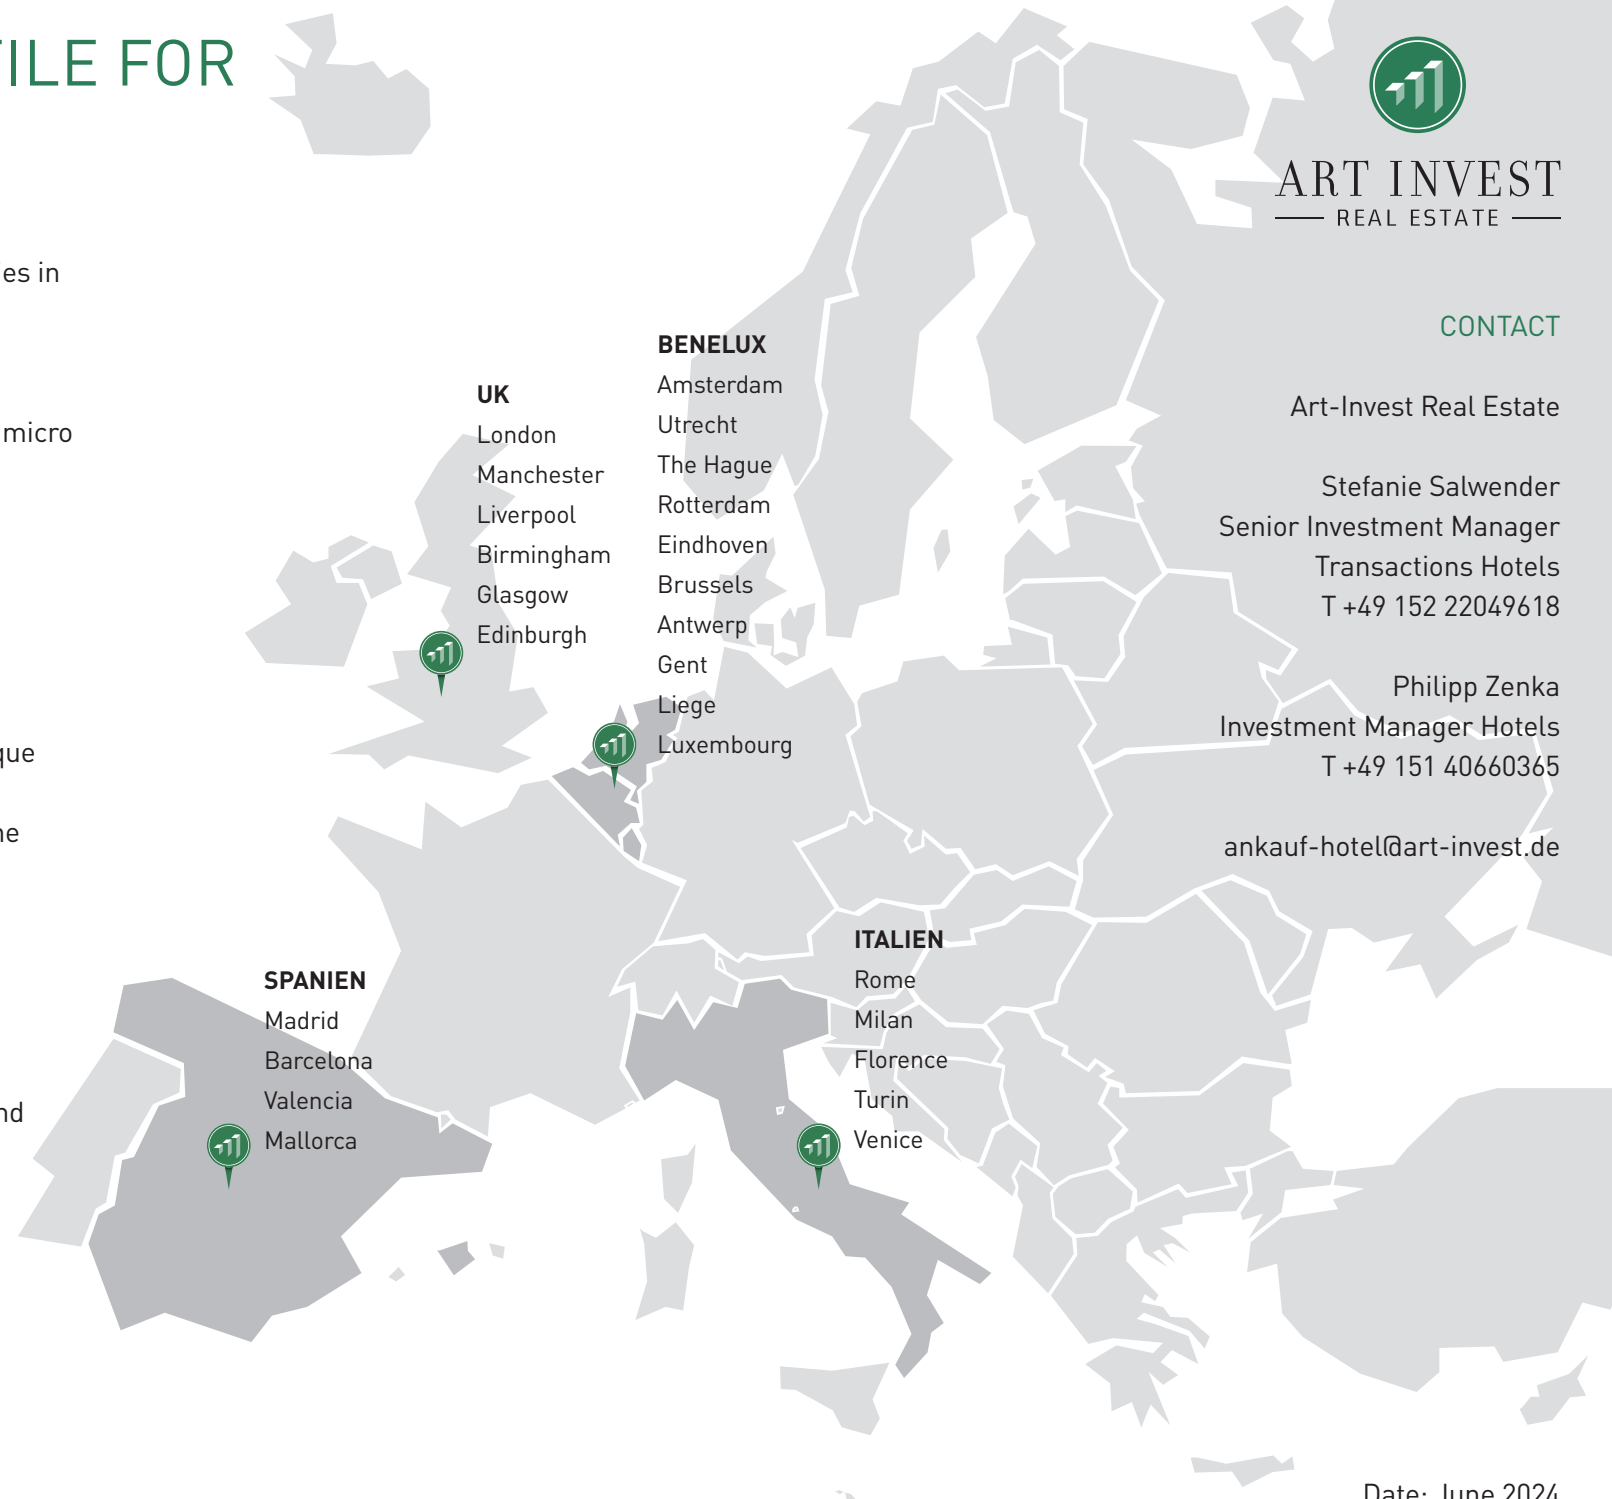 TILE FOR
es in
micro
que
ne
nd
UK
London
Manchester
Liverpool
Birmingham
Glasgow
Edinburgh
BENELUX
Amsterdam
Utrecht
The Hague
Rotterdam
Eindhoven
Brussels
Antwerp
Gent
Liege
Luxembourg
SPANIEN
Madrid
Barcelona
Valencia
Mallorca
ITALIEN
Rome
Milan
Florence
Turin
Venice
ART INVEST
REAL ESTATE
CONTACT
Art-Invest Real Estate
Stefanie Salwender
Senior Investment Manager
Transactions Hotels
T +49 152 22049618
Philipp Zenka
Investment Manager Hotels
T +49 151 40660365
ankauf-hotel@art-invest.de
Date: June 2024